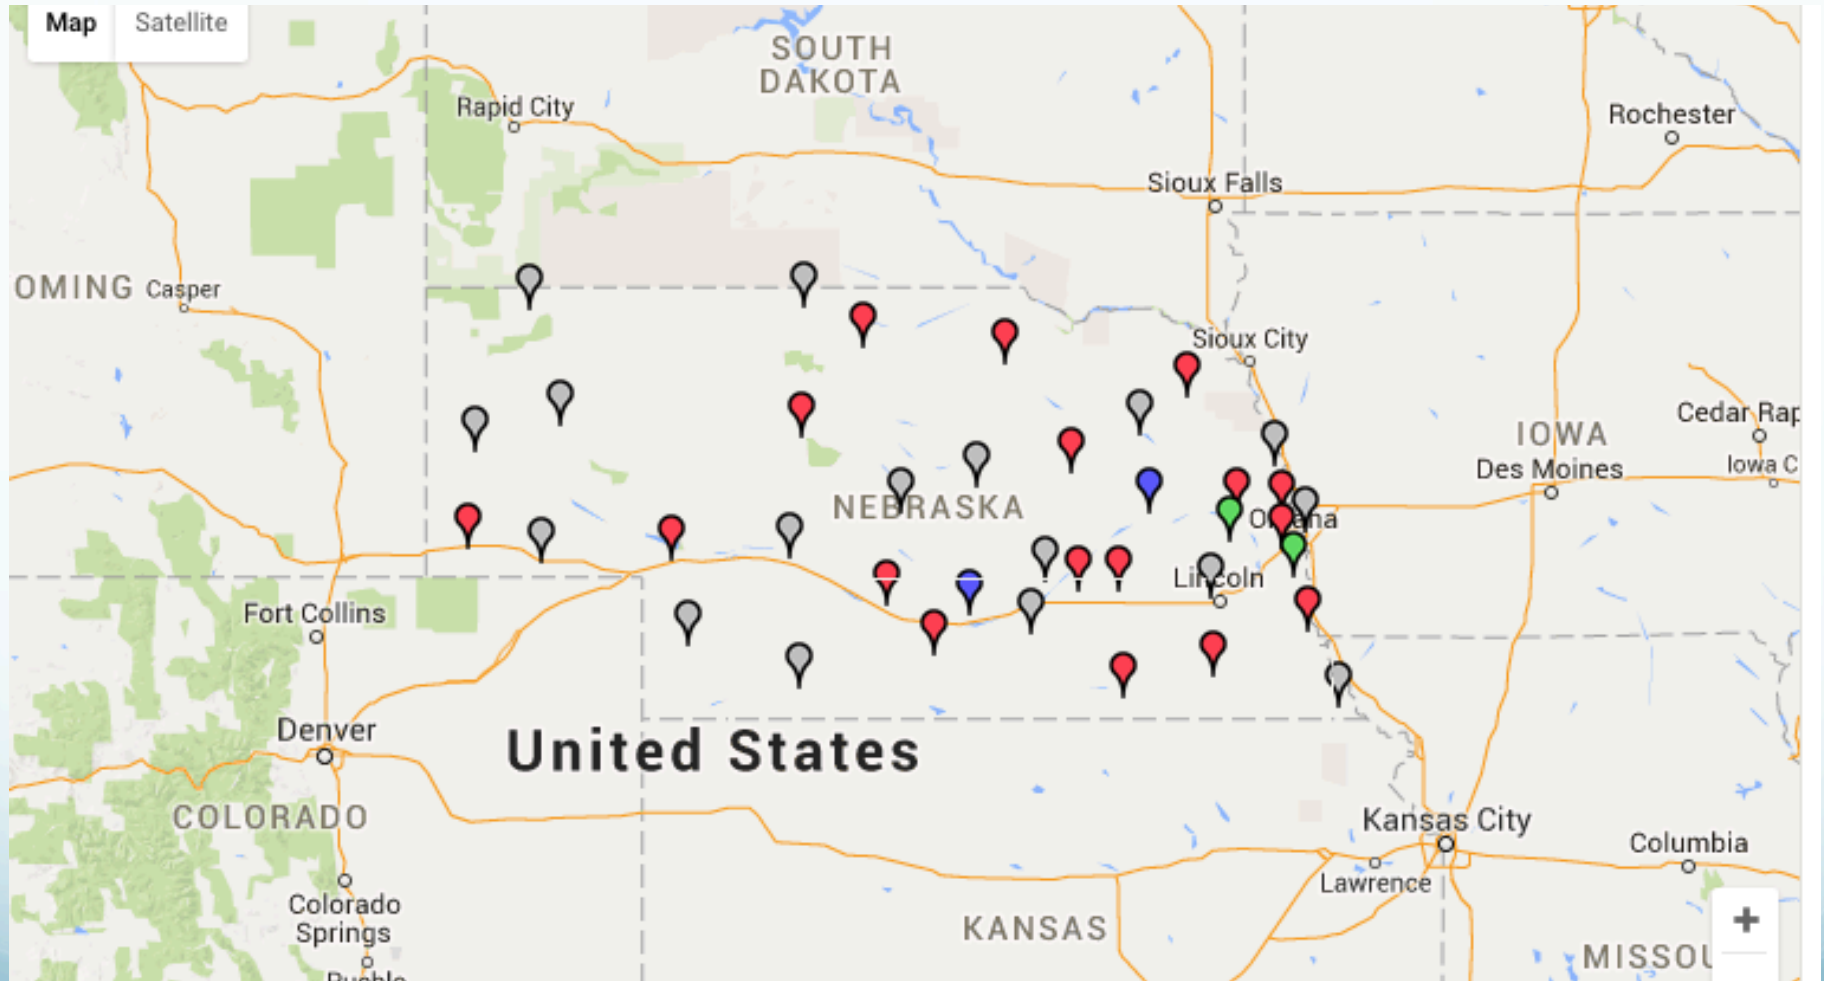 Map
Satellite
SOUTH
DAKOTA
Rapid City
Rochester
Sioux Falls
OMING
Casper
Sioux City
Cedar Rap
IOWA
Des Moines
Iowa C
NEBRASKA
Lincoln
Fort Collins
Denver
United States
COLORADO
Kansas City
Columbia
Lawrence
Colorado
Springs
KANSAS
MISSOU
+